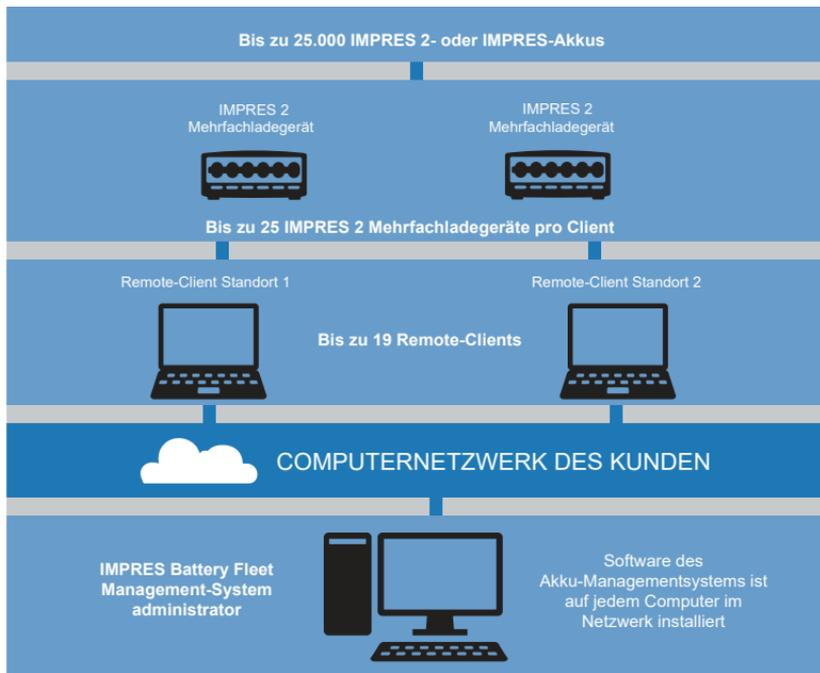 Bis zu 25.000 IMPRES 2- oder IMPRES-Akkus
IMPRES 2
Mehrfachladegerät
IMPRES 2
Mehrfachladegerät
Bis zu 25 IMPRES 2 Mehrfachladegeräte pro Client
Remote-Client Standort 1
Remote-Client Standort 2
Bis zu 19 Remote-Clients
COMPUTERNETZWERK DES KUNDEN
IMPRES Battery Fleet
Management-System
administrator
Software des
Akku-Managementsystems ist
auf jedem Computer im
Netzwerk installiert